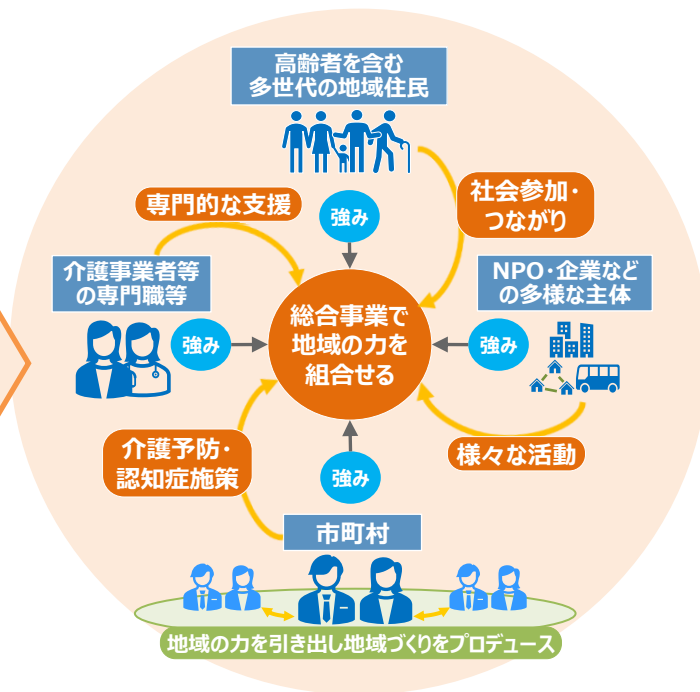 高齢者を含む
多世代の地域住民
専門的な支援
強み
社会参加・
つながり
介護事業者等
の専門職等
強み
総合事業で
地域の力を
組合せる
強み
NPO・企業など
の多様な主体
介護予防・
認知症施策
強み
様々な活動
市町村
地域の力を引き出し地域づくりをプロデュース